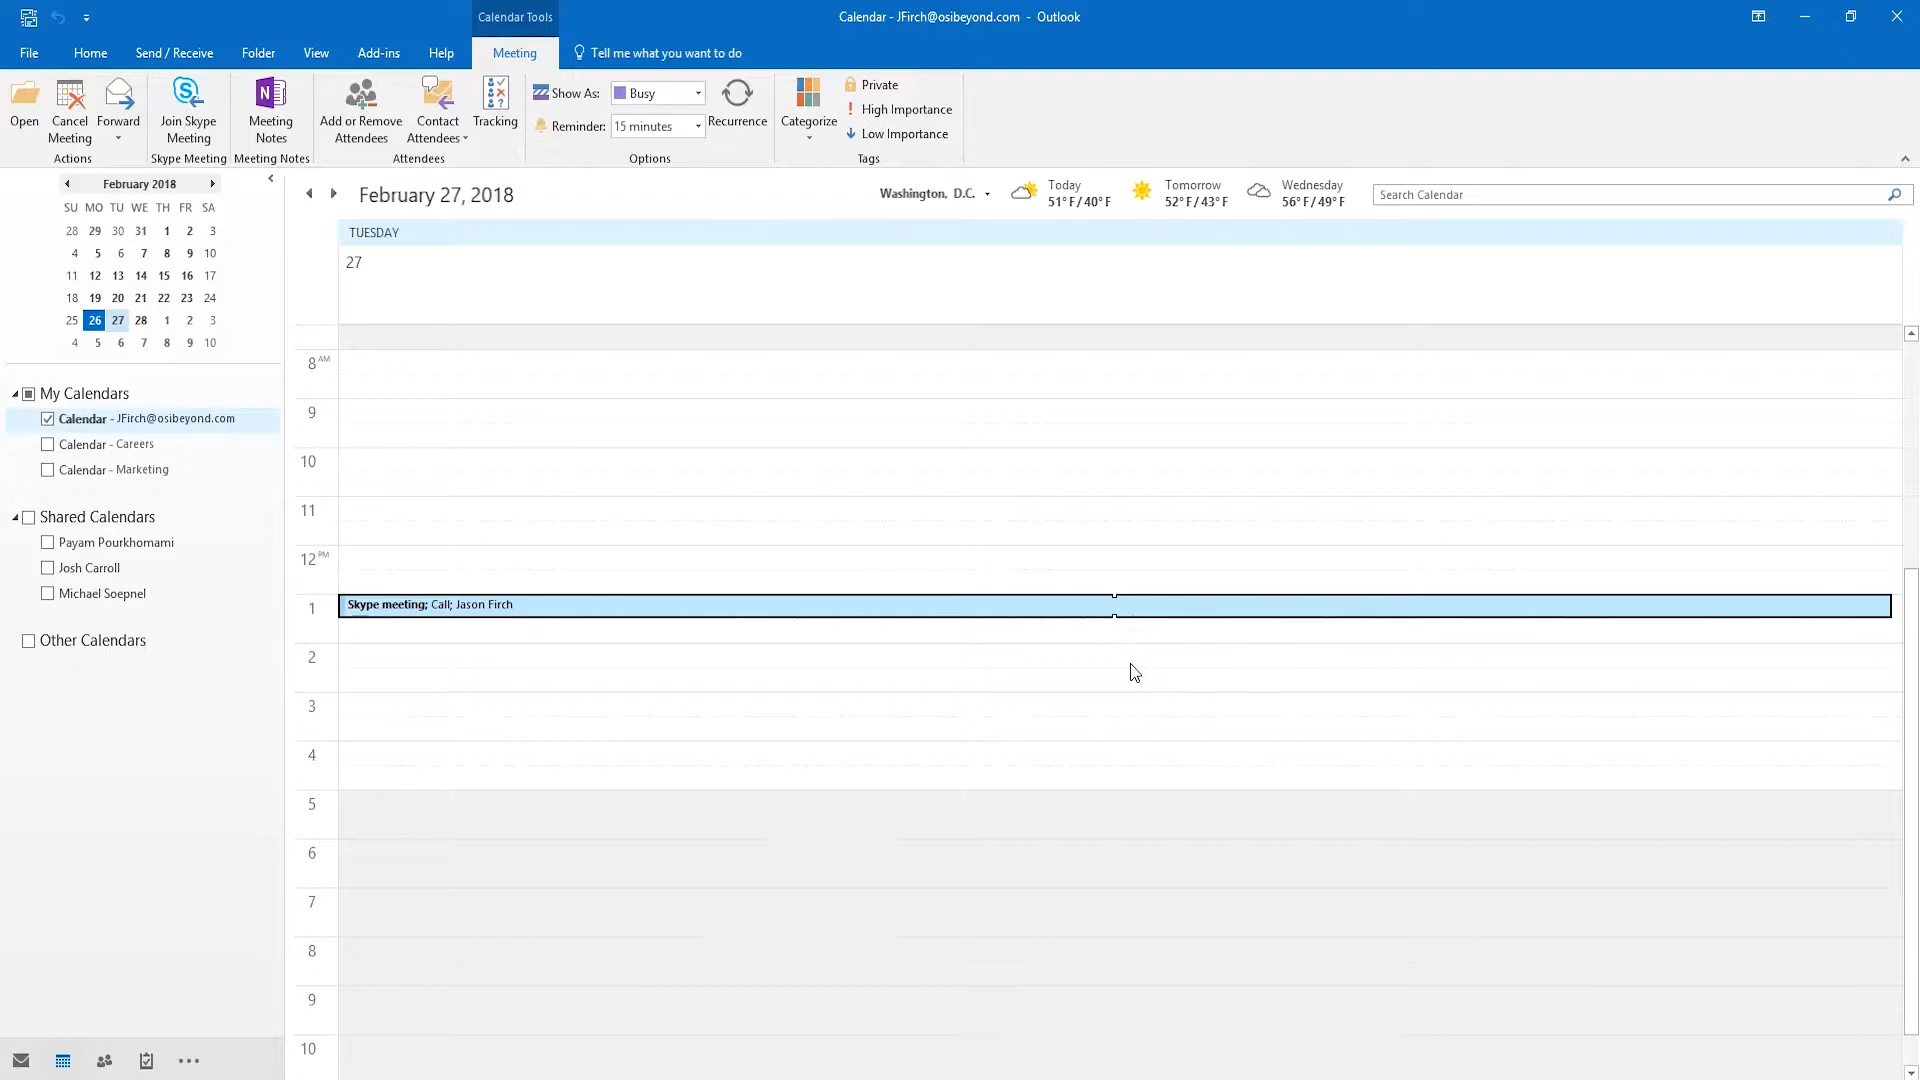 Calendar Tools
Calendar - JFirch@osibeyond.com - Outlook
File Home Send / Receive Folder View Add-ins Help Meeting Tell me what you want to do
Open
Cancel Meeting
Forward
Actions
Join Skype Meeting
Skype Meeting
Meeting Notes
Meeting Notes
Add or Remove Attendees
Contact Attendees
Tracking
Attendees
Show As: Busy
Reminder: 15 minutes
Recurrence
Options
Categorize
Private
High Importance
Low Importance
Tags
February 2018
SU MO TU WE TH FR SA
28 29 30 31 1 2 3
4 5 6 7 8 9 10
11 12 13 14 15 16 17
18 19 20 21 22 23 24
25 26 27 28 1 2 3
4 5 6 7 8 9 10
My Calendars
Calendar - JFirch@osibeyond.com
Calendar - Careers
Calendar - Marketing
Shared Calendars
Payam Pourkhomami
Josh Carroll
Michael Soepnel
Other Calendars
February 27, 2018
Washington, D.C.
Today
51° F / 40° F
Tomorrow
52° F / 43° F
Wednesday
56° F / 49° F
Search Calendar
TUESDAY
27
8 AM
9
10
11
12 PM
1 Skype meeting; Call; Jason Firch
2
3
4
5
6
7
8
9
10